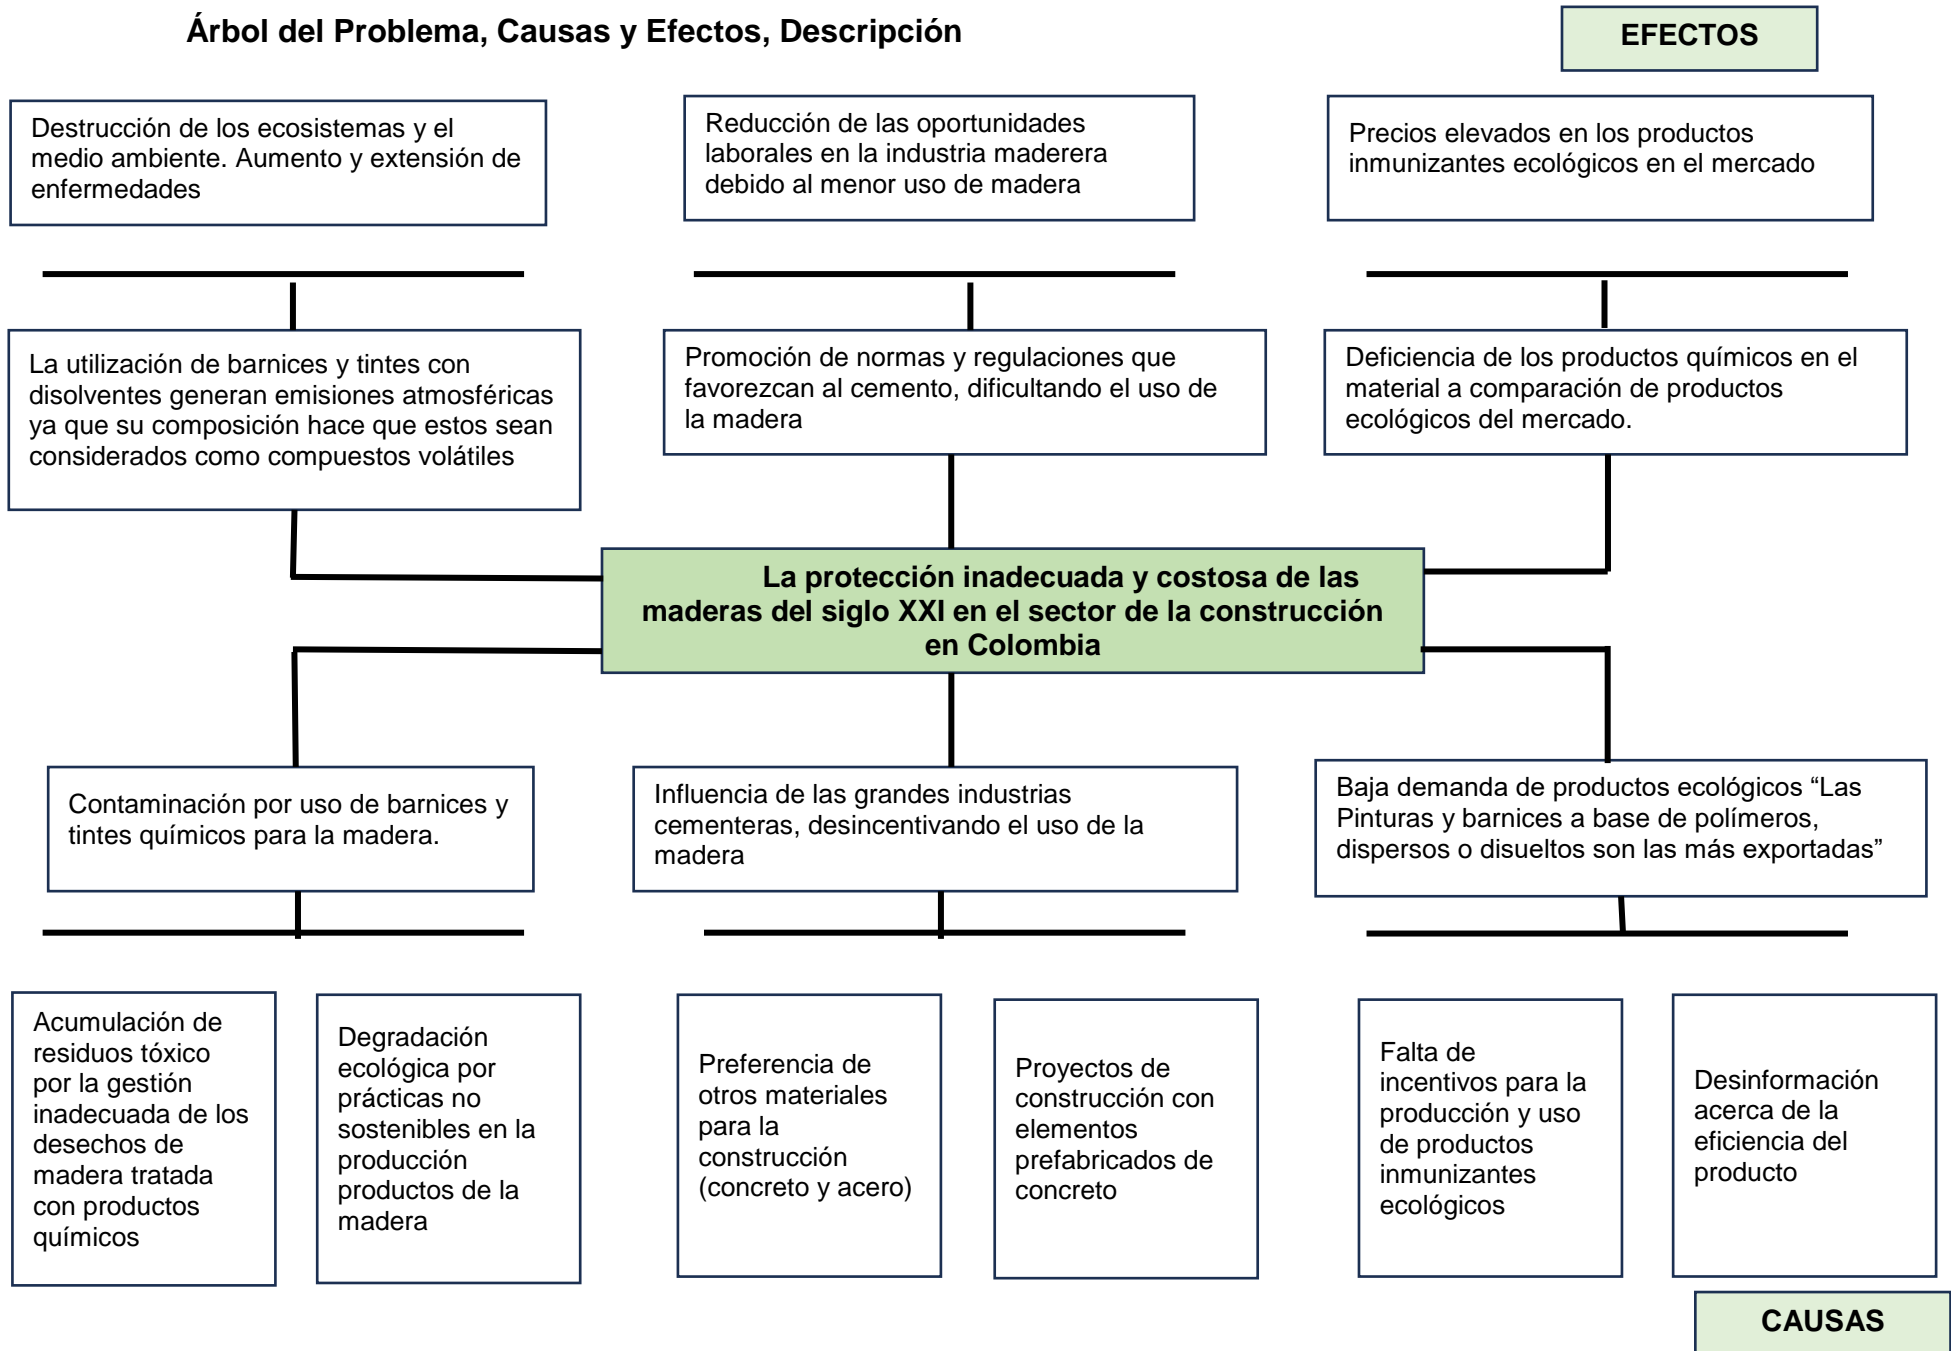 Árbol del Problema, Causas y Efectos, Descripción
EFECTOS
Destrucción de los ecosistemas y el
medio ambiente. Aumento y extensión de
enfermedades
Reducción de las oportunidades
laborales en la industria maderera
debido al menor uso de madera
Precios elevados en los productos
inmunizantes ecológicos en el mercado
La utilización de barnices y tintes con
disolventes generan emisiones atmosféricas
ya que su composición hace que estos sean
considerados como compuestos volátiles
Promoción de normas y regulaciones que
favorezcan al cemento, dificultando el uso de
la madera
Deficiencia de los productos químicos en el
material a comparación de productos
ecológicos del mercado.
La protección inadecuada y costosa de las
maderas del siglo XXI en el sector de la construcción
en Colombia
Contaminación por uso de barnices y
tintes químicos para la madera.
Influencia de las grandes industrias
cementeras, desincentivando el uso de la
madera
Baja demanda de productos ecológicos “Las
Pinturas y barnices a base de polímeros,
dispersos o disueltos son las más exportadas”
Acumulación de
residuos tóxico
por la gestión
inadecuada de los
desechos de
madera tratada
con productos
químicos
Degradación
ecológica por
prácticas no
sostenibles en la
producción
productos de la
madera
Preferencia de
otros materiales
para la
construcción
(concreto y acero)
Proyectos de
construcción con
elementos
prefabricados de
concreto
Falta de
incentivos para la
producción y uso
de productos
inmunizantes
ecológicos
Desinformación
acerca de la
eficiencia del
producto
CAUSAS